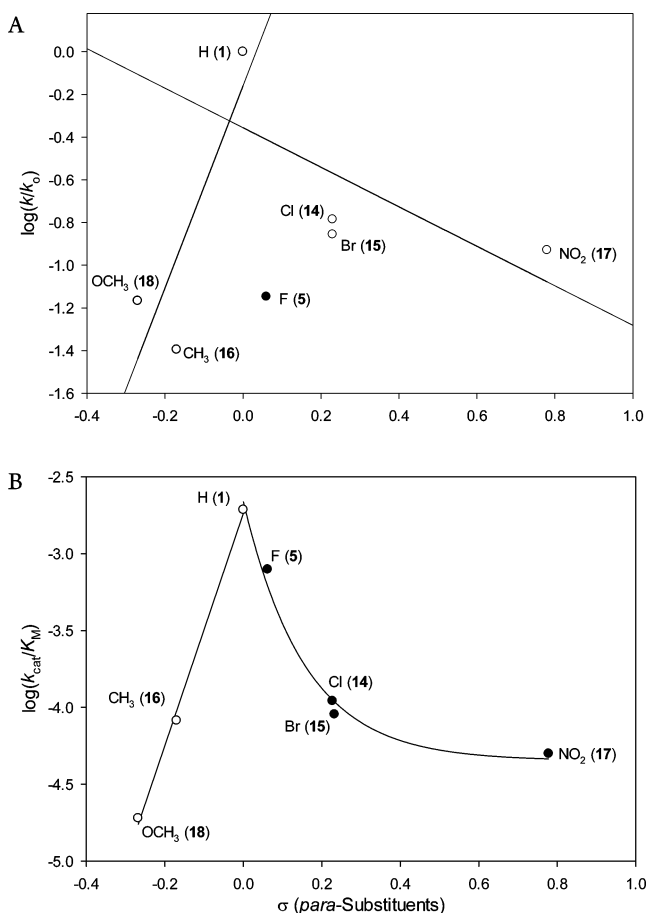 A
0.0
-0.2
-0.4
-0.6
-0.8
-1.0
-1.2
-1.4
-1.6
log(k/kₒ)
H (1)
Cl (14)
Br (15)
NO₂ (17)
OCH₃ (18)
F (5)
CH₃ (16)
-0.4 -0.2 0.0 0.2 0.4 0.6 0.8 1.0
B
-2.5
-3.0
-3.5
-4.0
-4.5
-5.0
log(k_cat/K_M)
H (1)
F (5)
CH₃ (16)
Cl (14)
Br (15)
NO₂ (17)
OCH₃ (18)
-0.4 -0.2 0.0 0.2 0.4 0.6 0.8 1.0
σ (para-Substituents)